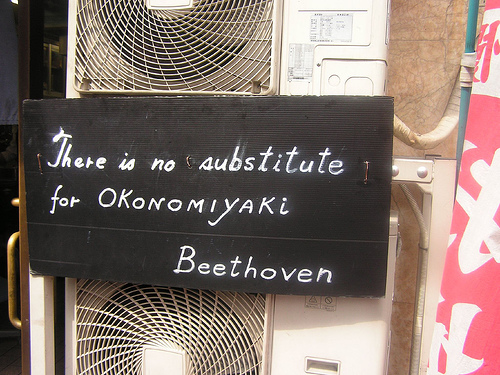 There is no substitute
for OKONOMIYAKi
Beethoven